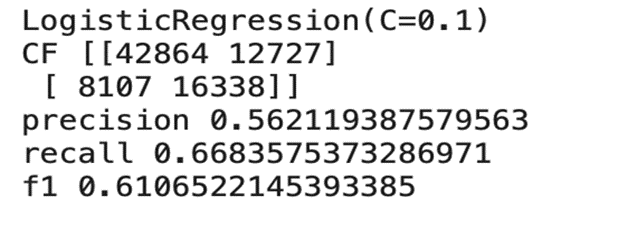 LogisticRegression(C=0.1)
CF [[42864 12727]
 [ 8107 16338]]
precision 0.562119387579563
recall 0.6683575373286971
f1 0.6106522145393385